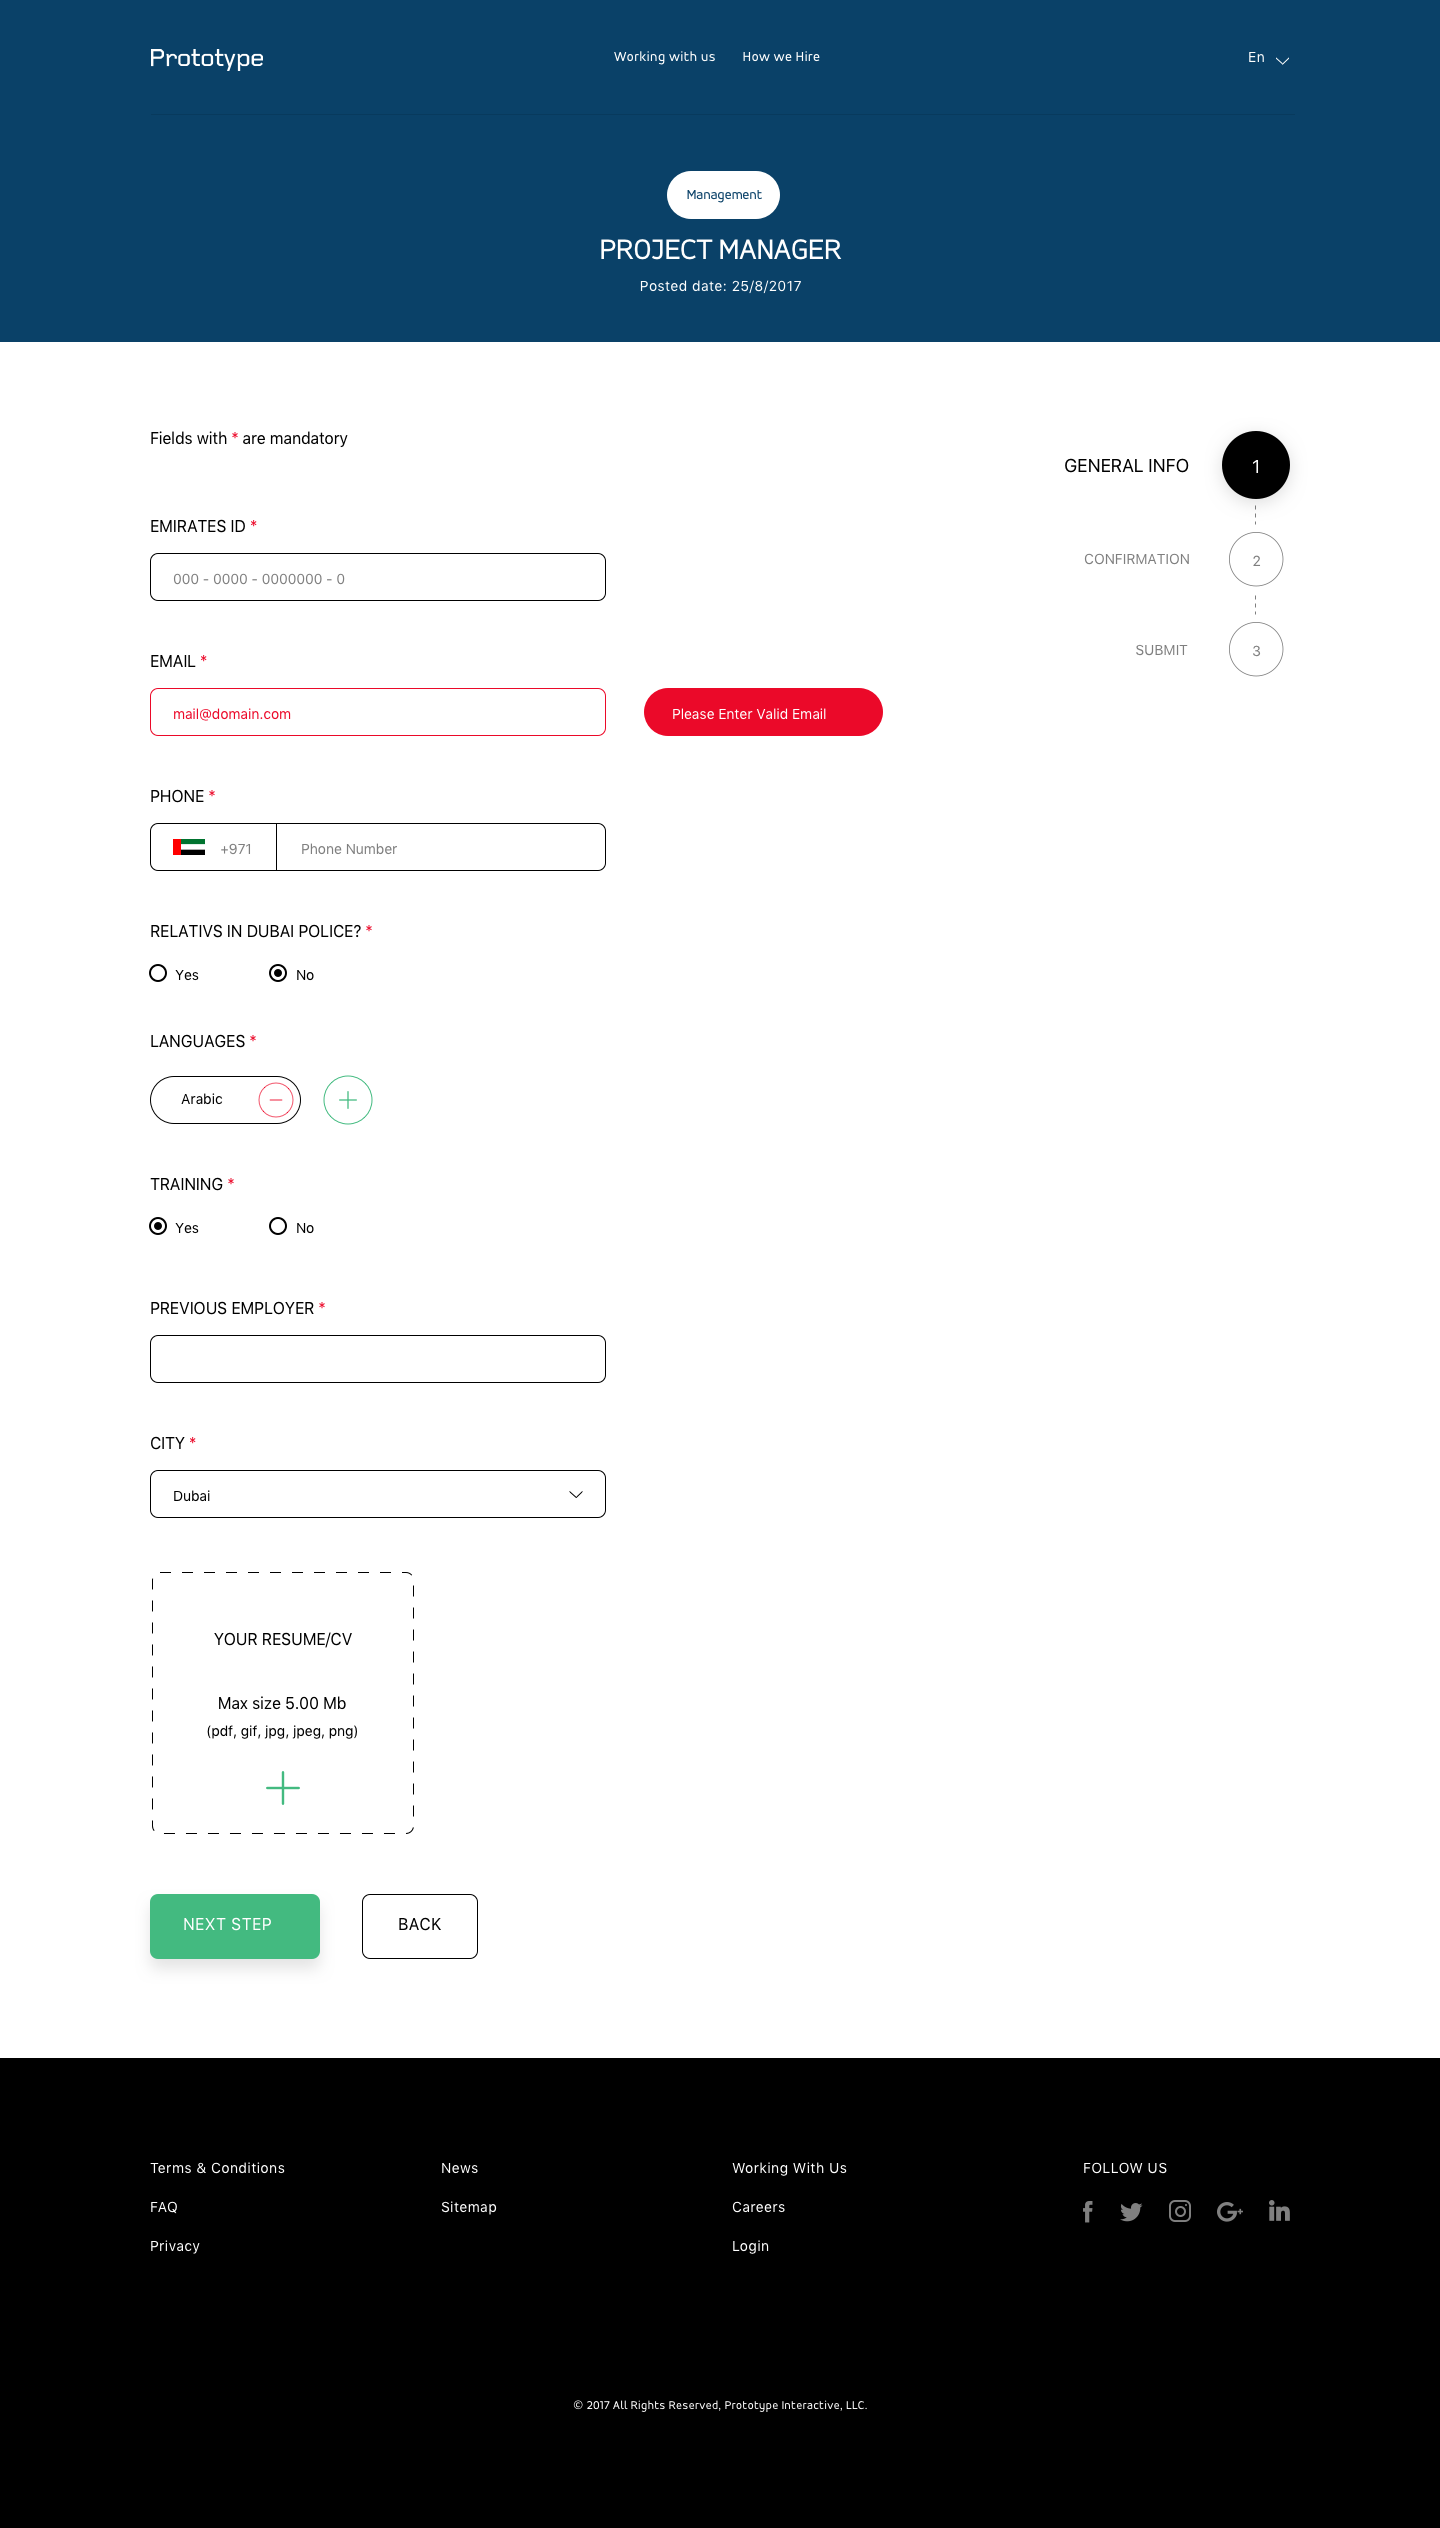 Prototype
Working with us
How we Hire
En
Management
PROJECT MANAGER
Posted date: 25/8/2017
Fields with * are mandatory
GENERAL INFO
1
CONFIRMATION
2
SUBMIT
3
EMIRATES ID *
000 - 0000 - 0000000 - 0
EMAIL *
mail@domain.com
Please Enter Valid Email
PHONE *
+971
Phone Number
RELATIVS IN DUBAI POLICE? *
Yes
No
LANGUAGES *
Arabic
TRAINING *
Yes
No
PREVIOUS EMPLOYER *
CITY *
Dubai
YOUR RESUME/CV
Max size 5.00 Mb
(pdf, gif, jpg, jpeg, png)
NEXT STEP
BACK
Terms & Conditions
FAQ
Privacy
News
Sitemap
Working With Us
Careers
Login
FOLLOW US
© 2017 All Rights Reserved, Prototype Interactive, LLC.